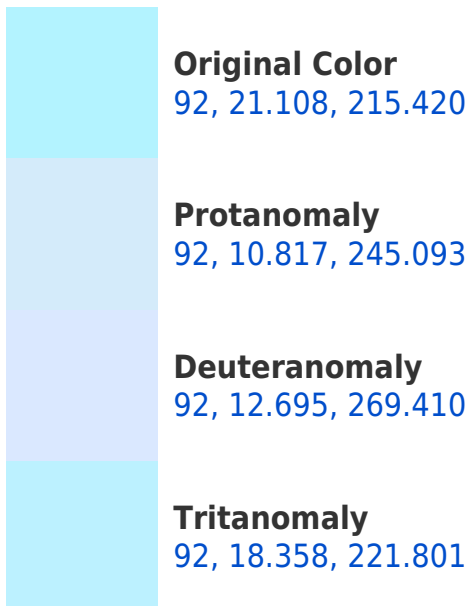 Original Color
92, 21.108, 215.420
Protanomaly
92, 10.817, 245.093
Deuteranomaly
92, 12.695, 269.410
Tritanomaly
92, 18.358, 221.801